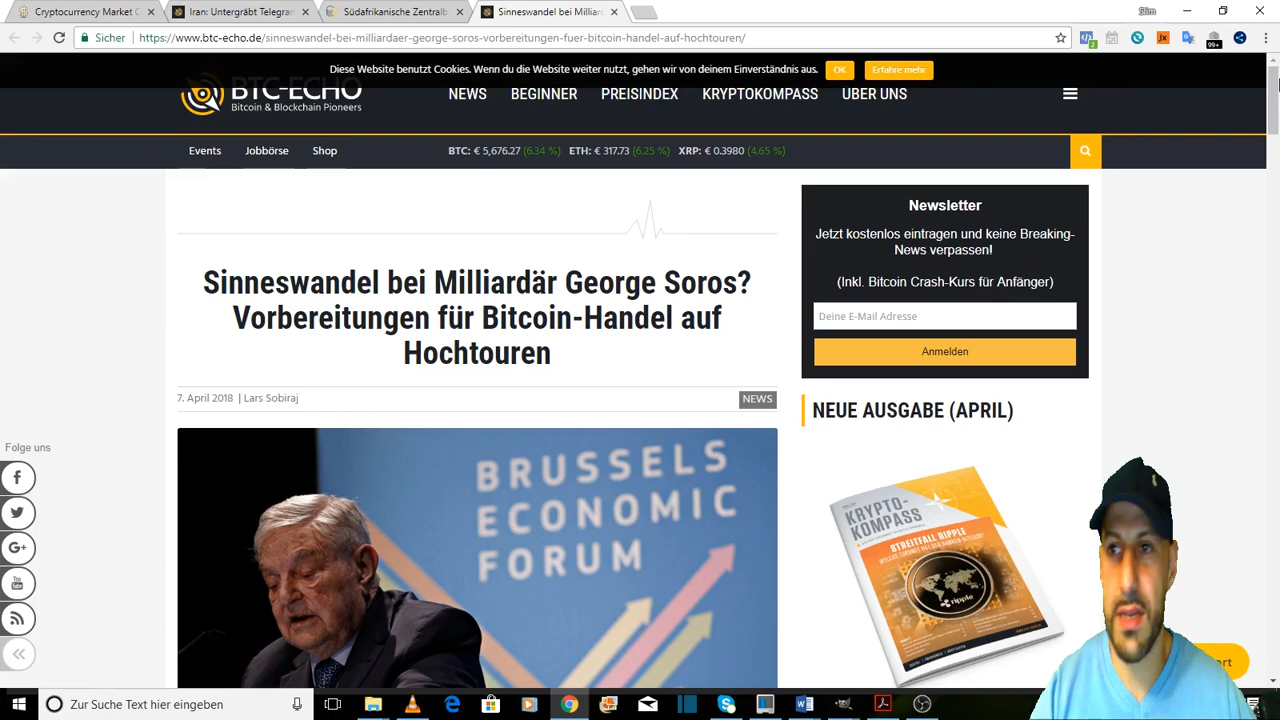 Cryptocurrency Market C
Iran: Untergräbt Telegram
Südafrikanische Zentralb
Sinneswandel bei Milliar
Slim
Sicher
https://www.btc-echo.de/sinneswandel-bei-milliardaer-george-soros-vorbereitungen-fuer-bitcoin-handel-auf-hochtouren/
2
99+
Diese Website benutzt Cookies. Wenn du die Website weiter nutzt, gehen wir von deinem Einverständnis aus.
OK
Erfahre mehr
BTC-ECHO
Bitcoin & Blockchain Pioneers
NEWS BEGINNER PREISINDEX KRYPTOKOMPASS ÜBER UNS
Events Jobbörse Shop
BTC: € 5,676.27 (6.34 %) ETH: € 317.73 (6.25 %) XRP: € 0.3980 (4.65 %)
Sinneswandel bei Milliardär George Soros?
Vorbereitungen für Bitcoin-Handel auf
Hochtouren
7. April 2018 | Lars Sobiraj
NEWS
BRUSSELS
ECONOMIC
FORUM
Newsletter
Jetzt kostenlos eintragen und keine Breaking-
News verpassen!
(Inkl. Bitcoin Crash-Kurs für Anfänger)
Deine E-Mail Adresse
Anmelden
NEUE AUSGABE (APRIL)
KRYPTO-
KOMPASS
STREITFALL RIPPLE
ripple
Folge uns
Zur Suche Text hier eingeben